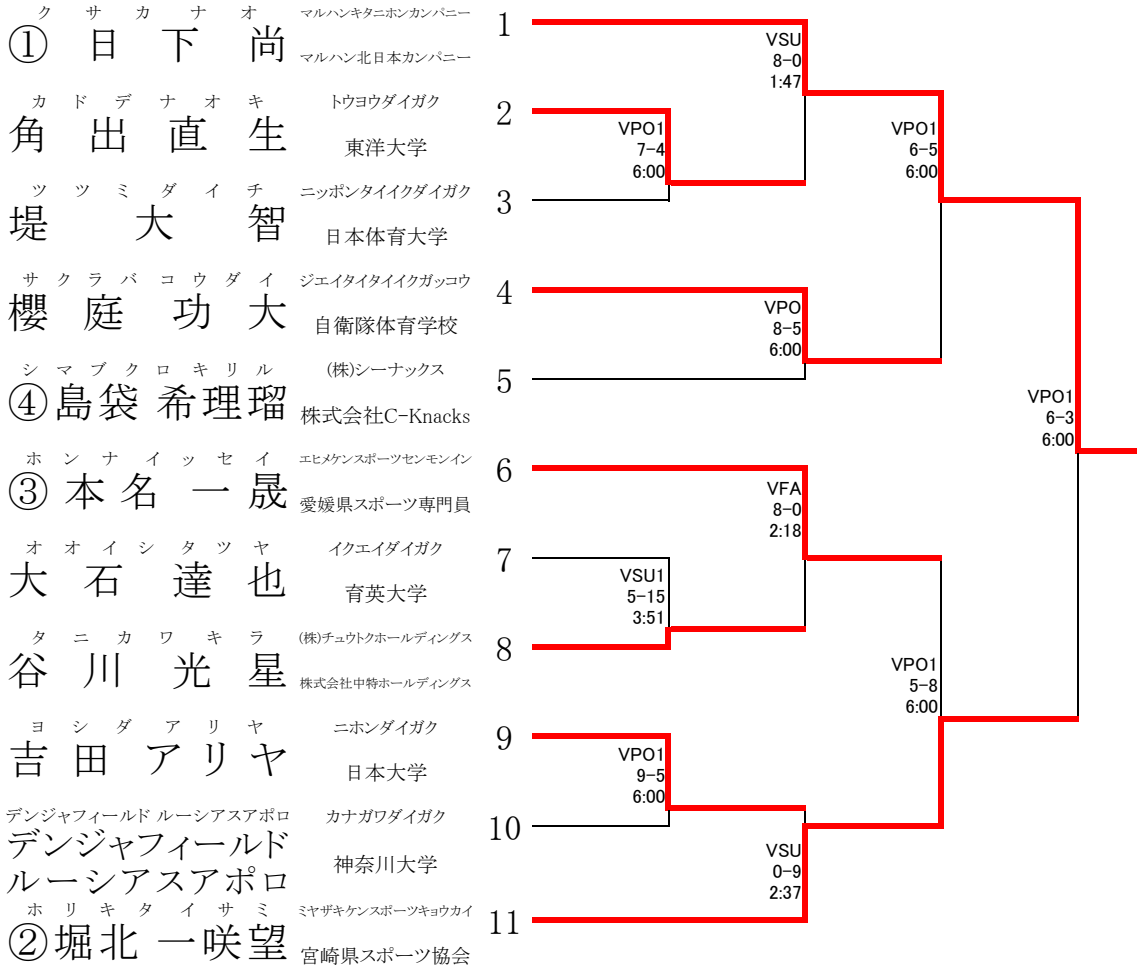 クサカナオ マルハンキタニホンカンパニー
① 日下尚 マルハン北日本カンパニー 1
カドデナオキ トウヨウダイガク
角出直生 東洋大学 2
ツツミダイチ ニッポンタイイクダイガク
堤大智 日本体育大学 3
サクラバコウダイ ジエイタイタイイクガッコウ
櫻庭功大 自衛隊体育学校 4
シマブクロキリル (株)シーナックス
④ 島袋 希理瑠 株式会社C-Knacks 5
ホンナイッセイ エヒメケンスポーツセンモンイン
③ 本名一晟 愛媛県スポーツ専門員 6
オオイシタツヤ イクエイダイガク
大石達也 育英大学 7
タニカワキラ (株)チュウトクホールディングス
谷川光星 株式会社中特ホールディングス 8
ヨシダアリヤ ニホンダイガク
吉田アリヤ 日本大学 9
デンジャフィールド ルーシアスアポロ カナガワダイガク
デンジャフィールド
ルーシアスアポロ 神奈川大学 10
ホリキタイサミ ミヤザキケンスポーツキョウカイ
② 堀北 一咲望 宮崎県スポーツ協会 11
VPO1
7-4
6:00
VSU1
5-15
3:51
VPO1
9-5
6:00
VSU
8-0
1:47
VPO
8-5
6:00
VFA
8-0
2:18
VSU
0-9
2:37
VPO1
6-5
6:00
VPO1
5-8
6:00
VPO1
6-3
6:00